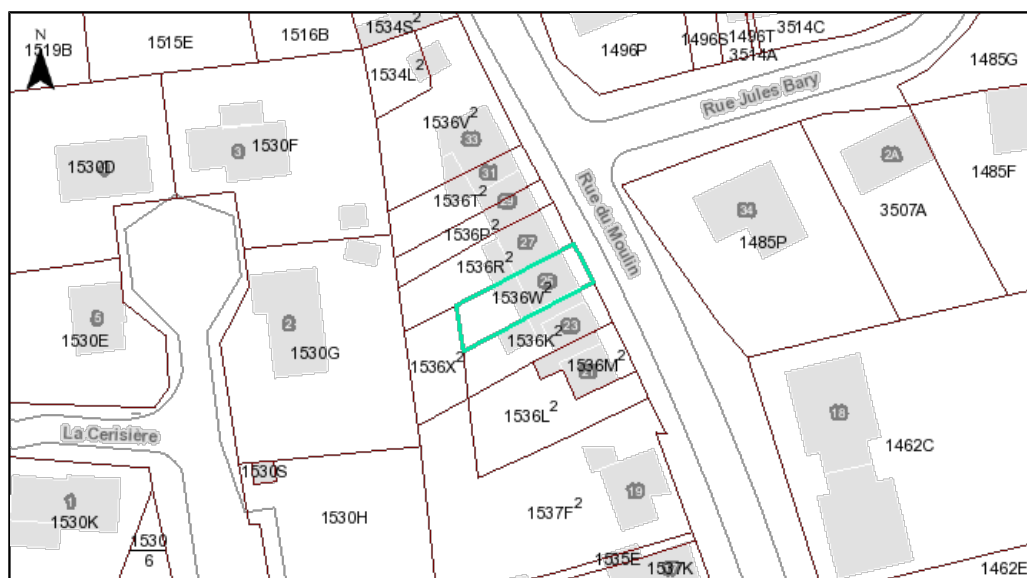 N
1519B
1515E
1516B
1534S²
1534L²
1496P
1496S
1496T
3514C
3514A
1485G
Rue Jules Bary
1536V²
33
31
29
27
25
23
21
1530D
3
1530F
1536T²
1536P²
1536R²
1536W²
1536K²
1536M²
1536X²
1536L²
Rue du Moulin
34
1485P
2A
3507A
1485F
5
1530E
2
1530G
La Cerisière
18
1462C
1530S
1
1530K
1530
6
1530H
1537F²
19
1535E
1537K
1462E